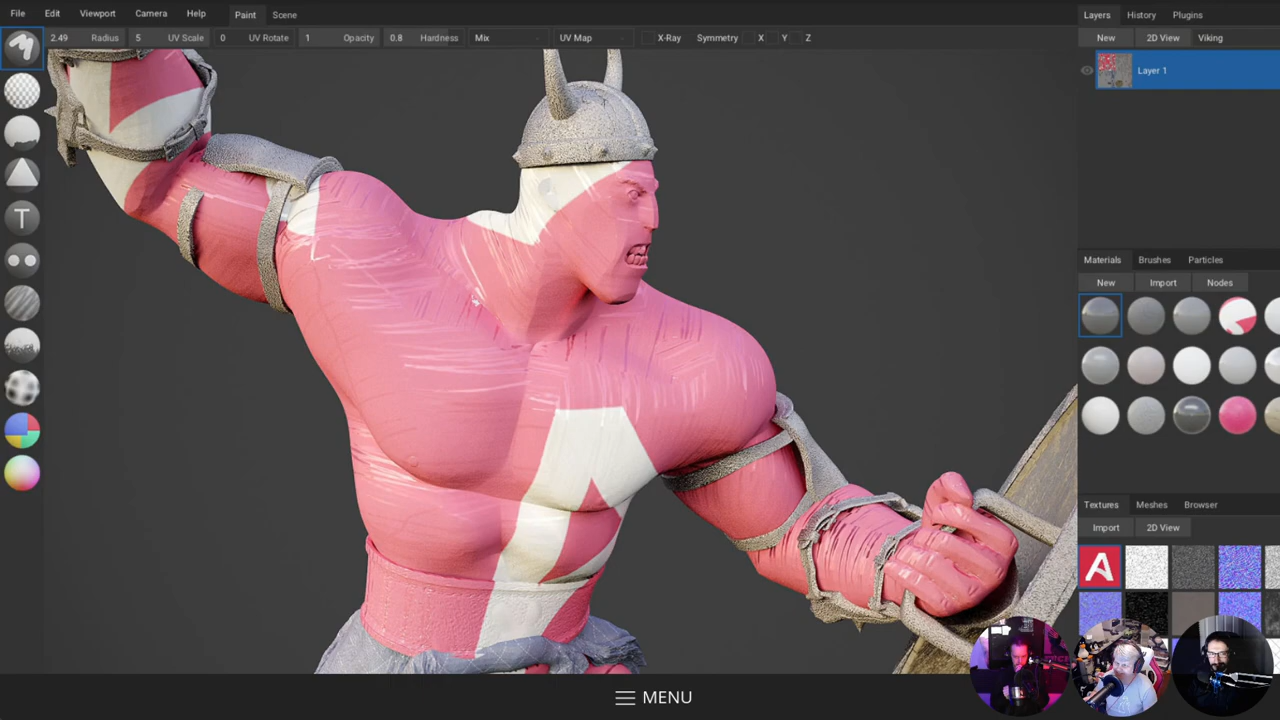 File Edit Viewport Camera Help Paint Scene
2.49 Radius 5 UV Scale 0 UV Rotate 1 Opacity 0.8 Hardness Mix UV Map X-Ray Symmetry X Y Z
Layers History Plugins
New 2D View Viking
Layer 1
T
Materials Brushes Particles
New Import Nodes
Textures Meshes Browser
Import 2D View
A
MENU